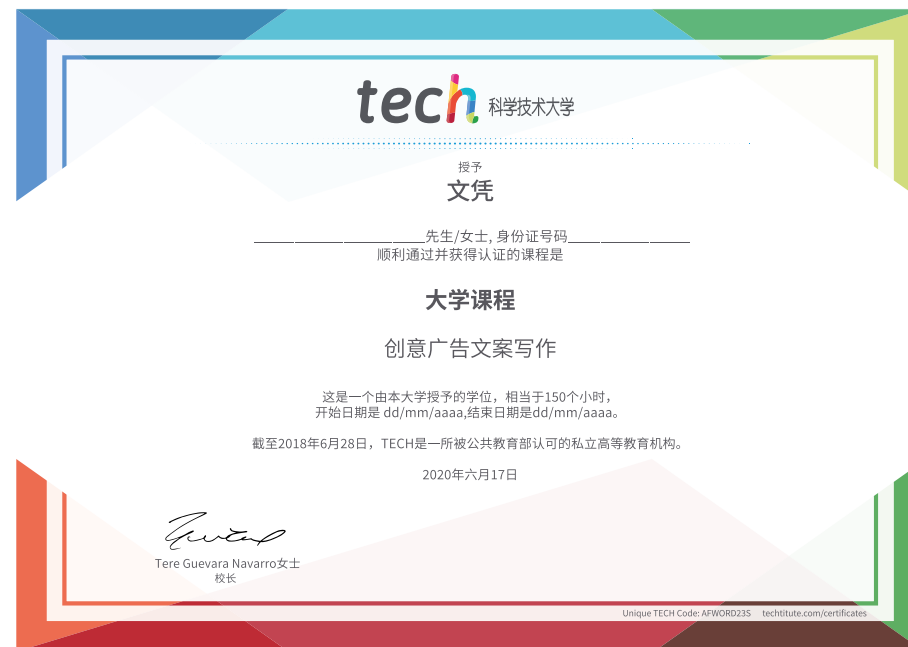 tech 科学技术大学
授予
文凭
______________________先生/女士, 身份证号码________________
顺利通过并获得认证的课程是
大学课程
创意广告文案写作
这是一个由本大学授予的学位，相当于150个小时，
开始日期是 dd/mm/aaaa,结束日期是dd/mm/aaaa。
截至2018年6月28日，TECH是一所被公共教育部认可的私立高等教育机构。
2020年六月17日
Tere Guevara Navarro女士
校长
Unique TECH Code: AFWORD23S techtitute.com/certificates